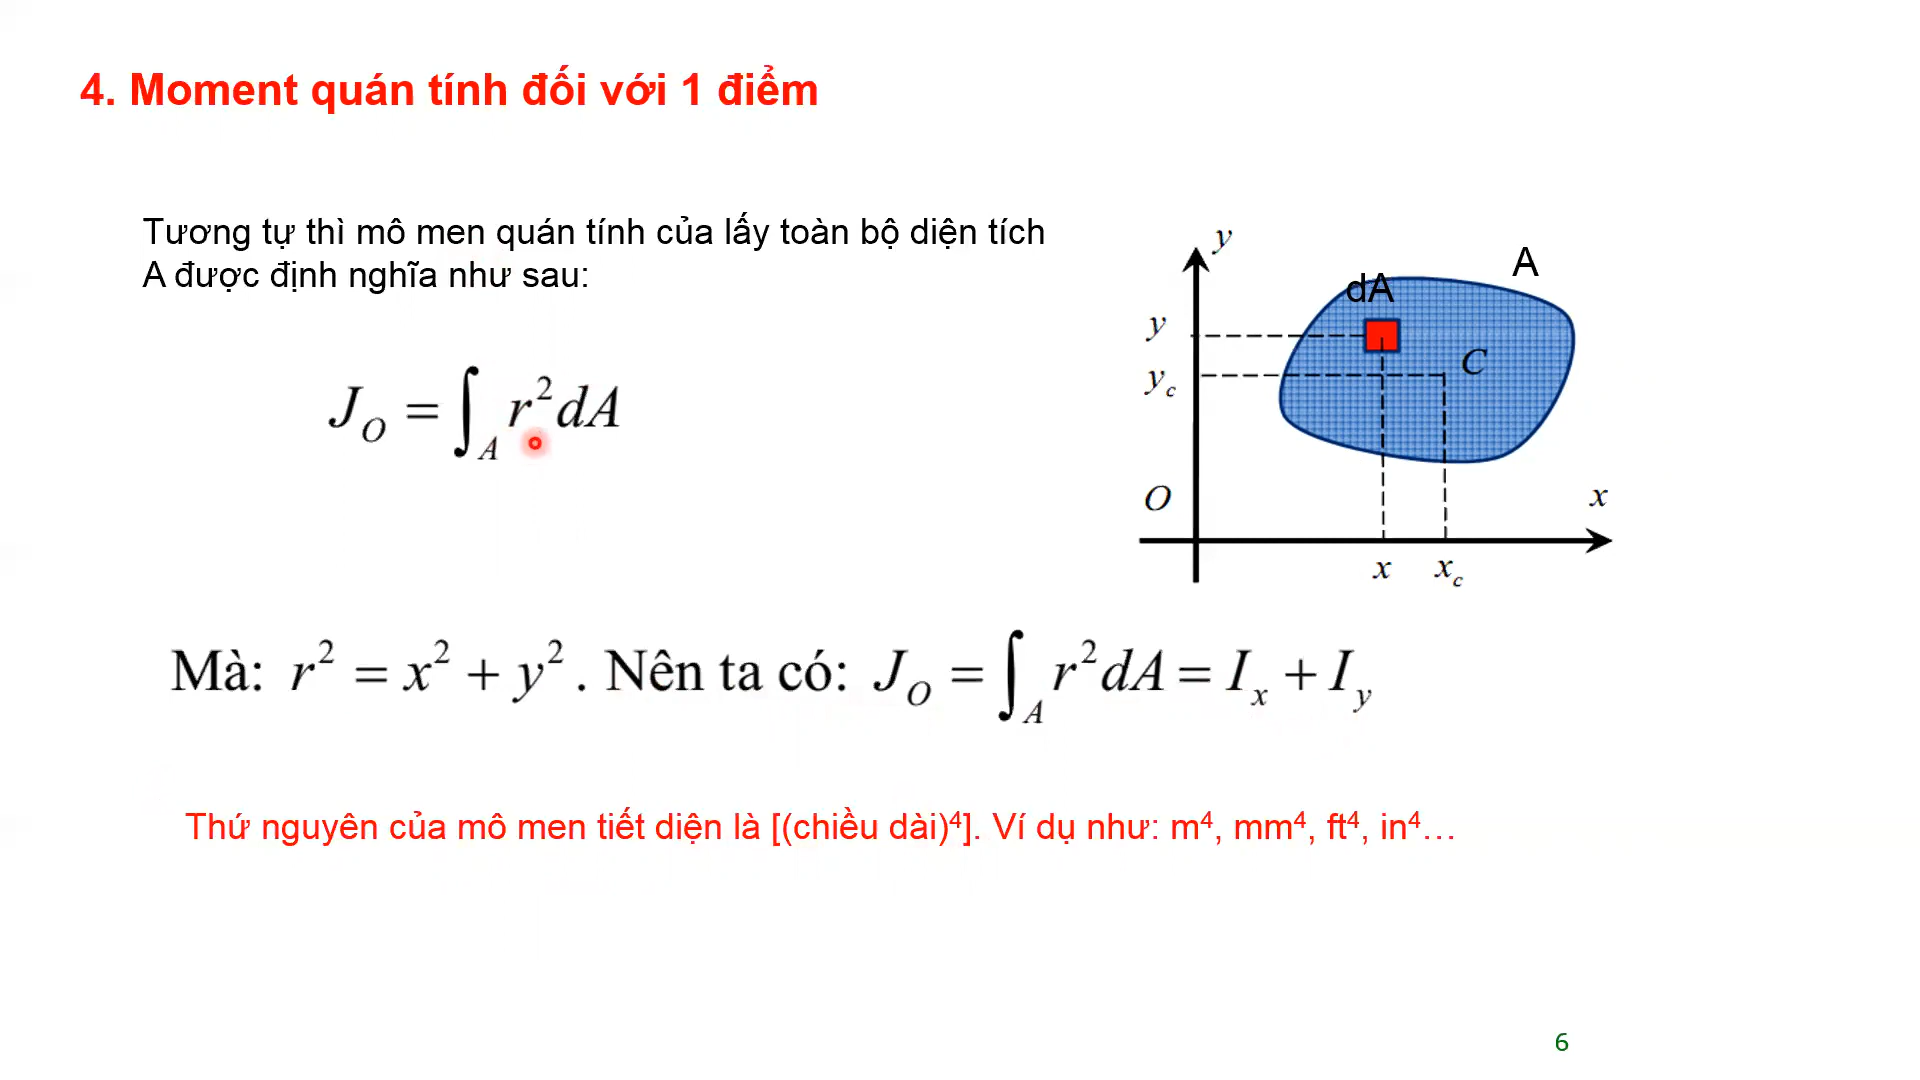 4. Moment quán tính đối với 1 điểm
Tương tự thì mô men quán tính của lấy toàn bộ diện tích
A được định nghĩa như sau:
J_O = ∫_A r²dA
y
A
dA
y
C
y_c
O
x
x
x_c
Mà: r² = x² + y². Nên ta có: J_O = ∫_A r²dA = I_x + I_y
Thứ nguyên của mô men tiết diện là [(chiều dài)⁴]. Ví dụ như: m⁴, mm⁴, ft⁴, in⁴…
6